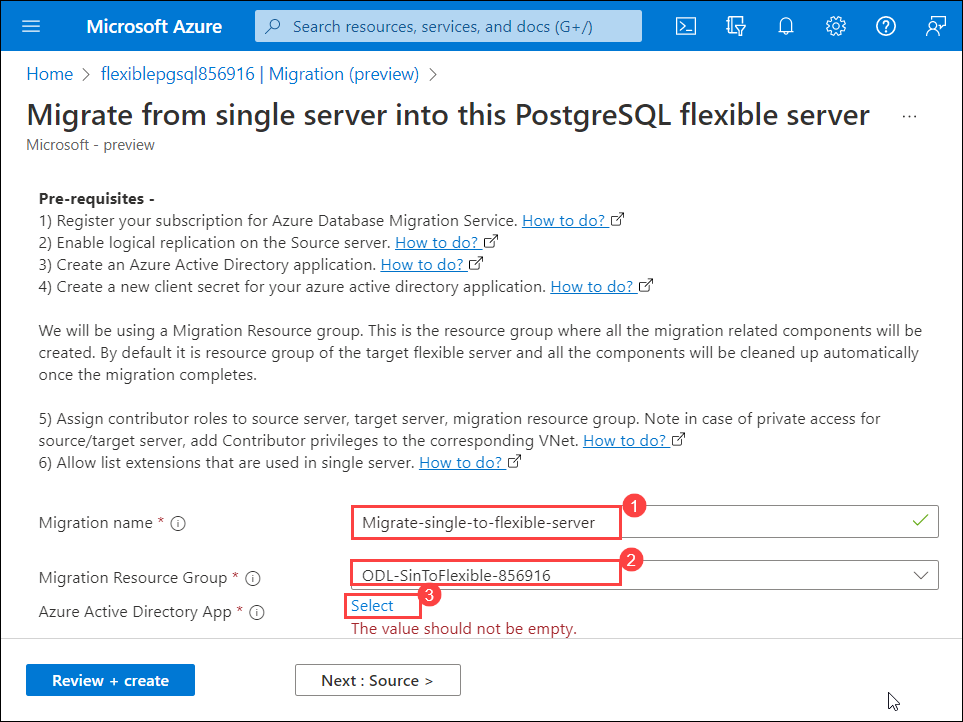 Microsoft Azure
Search resources, services, and docs (G+/)
Home > flexiblepgsql856916 | Migration (preview) >
Migrate from single server into this PostgreSQL flexible server ...
Microsoft - preview
Pre-requisites -
1) Register your subscription for Azure Database Migration Service. How to do?
2) Enable logical replication on the Source server. How to do?
3) Create an Azure Active Directory application. How to do?
4) Create a new client secret for your azure active directory application. How to do?
We will be using a Migration Resource group. This is the resource group where all the migration related components will be
created. By default it is resource group of the target flexible server and all the components will be cleaned up automatically
once the migration completes.
5) Assign contributor roles to source server, target server, migration resource group. Note in case of private access for
source/target server, add Contributor privileges to the corresponding VNet. How to do?
6) Allow list extensions that are used in single server. How to do?
Migration name * Migrate-single-to-flexible-server 1
Migration Resource Group * ODL-SinToFlexible-856916 2
Azure Active Directory App * Select 3
The value should not be empty.
Review + create
Next : Source >